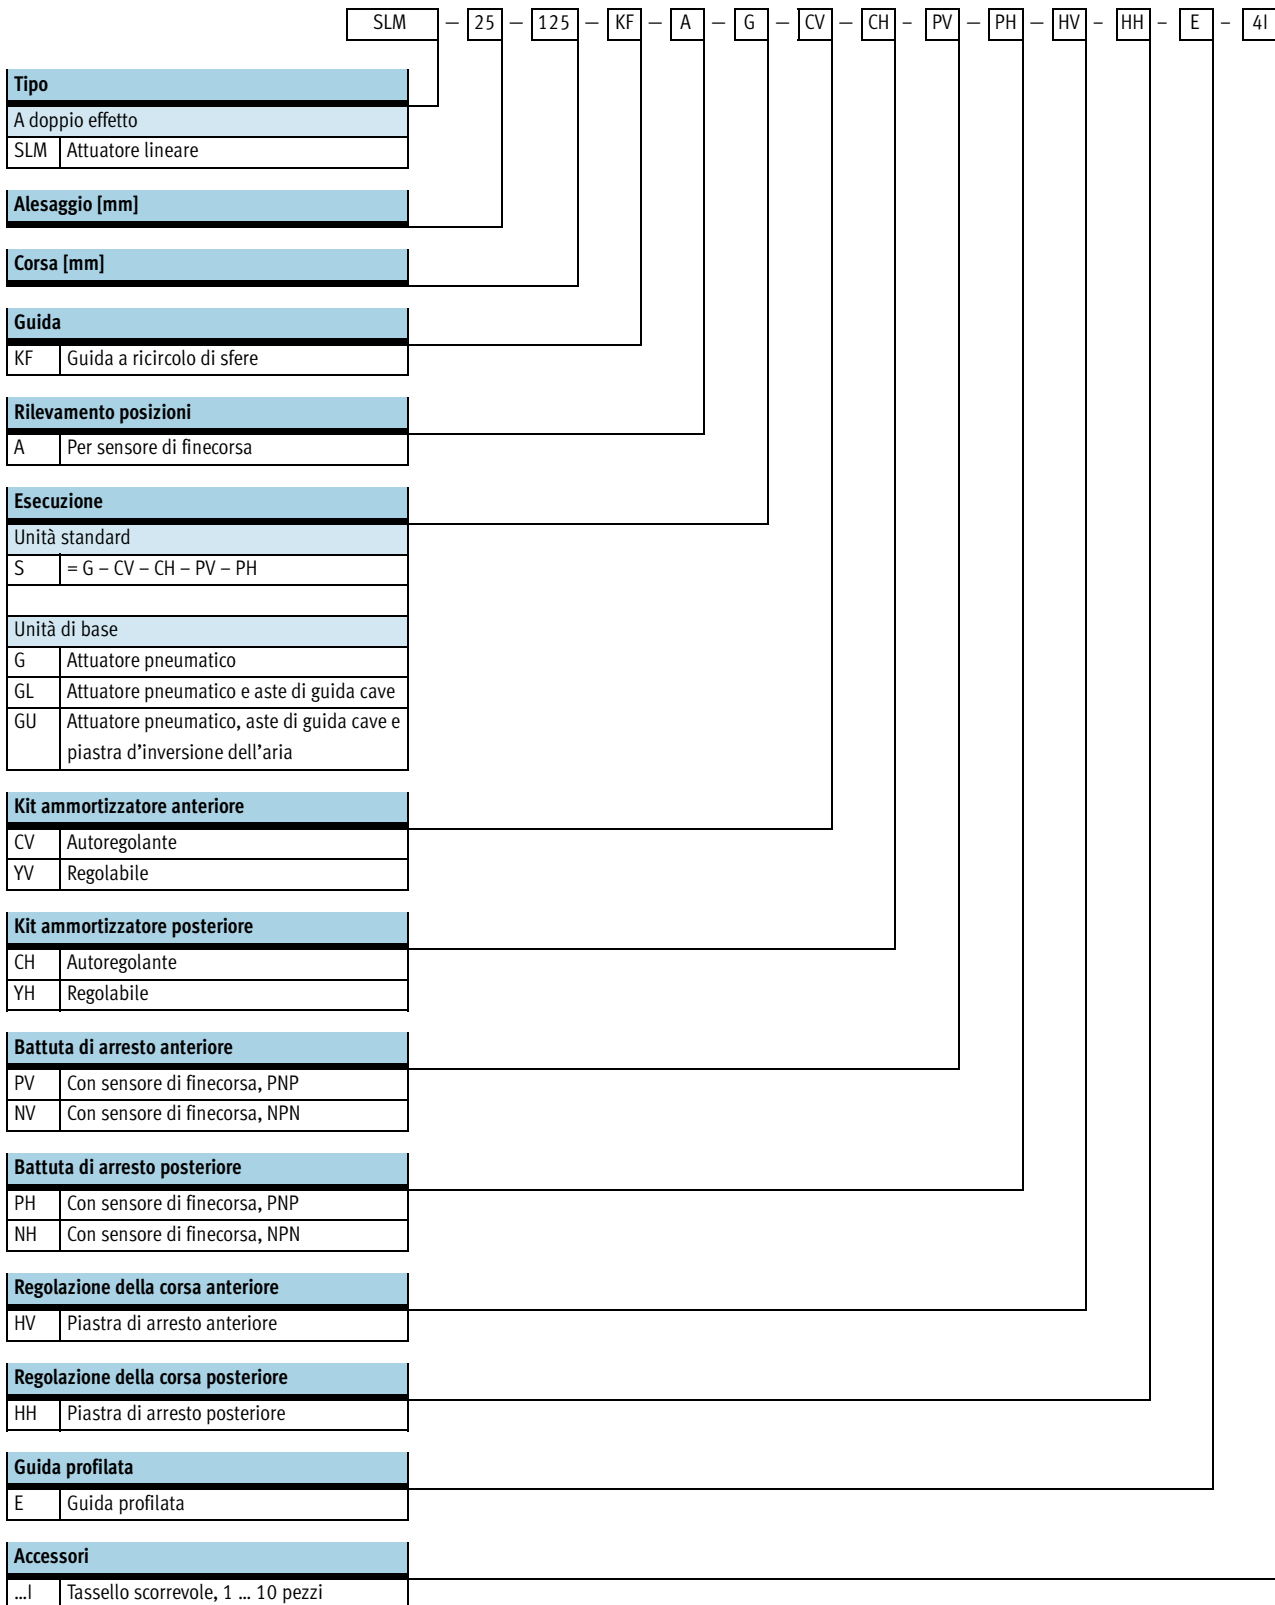 SLM – 25 – 125 – KF – A – G – CV – CH – PV – PH – HV – HH – E – 4I
Tipo
A doppio effetto
SLM Attuatore lineare
Alesaggio [mm]
Corsa [mm]
Guida
KF Guida a ricircolo di sfere
Rilevamento posizioni
A Per sensore di finecorsa
Esecuzione
Unità standard
S = G – CV – CH – PV – PH
Unità di base
G Attuatore pneumatico
GL Attuatore pneumatico e aste di guida cave
GU Attuatore pneumatico, aste di guida cave e
piastra d'inversione dell'aria
Kit ammortizzatore anteriore
CV Autoregolante
YV Regolabile
Kit ammortizzatore posteriore
CH Autoregolante
YH Regolabile
Battuta di arresto anteriore
PV Con sensore di finecorsa, PNP
NV Con sensore di finecorsa, NPN
Battuta di arresto posteriore
PH Con sensore di finecorsa, PNP
NH Con sensore di finecorsa, NPN
Regolazione della corsa anteriore
HV Piastra di arresto anteriore
Regolazione della corsa posteriore
HH Piastra di arresto posteriore
Guida profilata
E Guida profilata
Accessori
...I Tassello scorrevole, 1 ... 10 pezzi